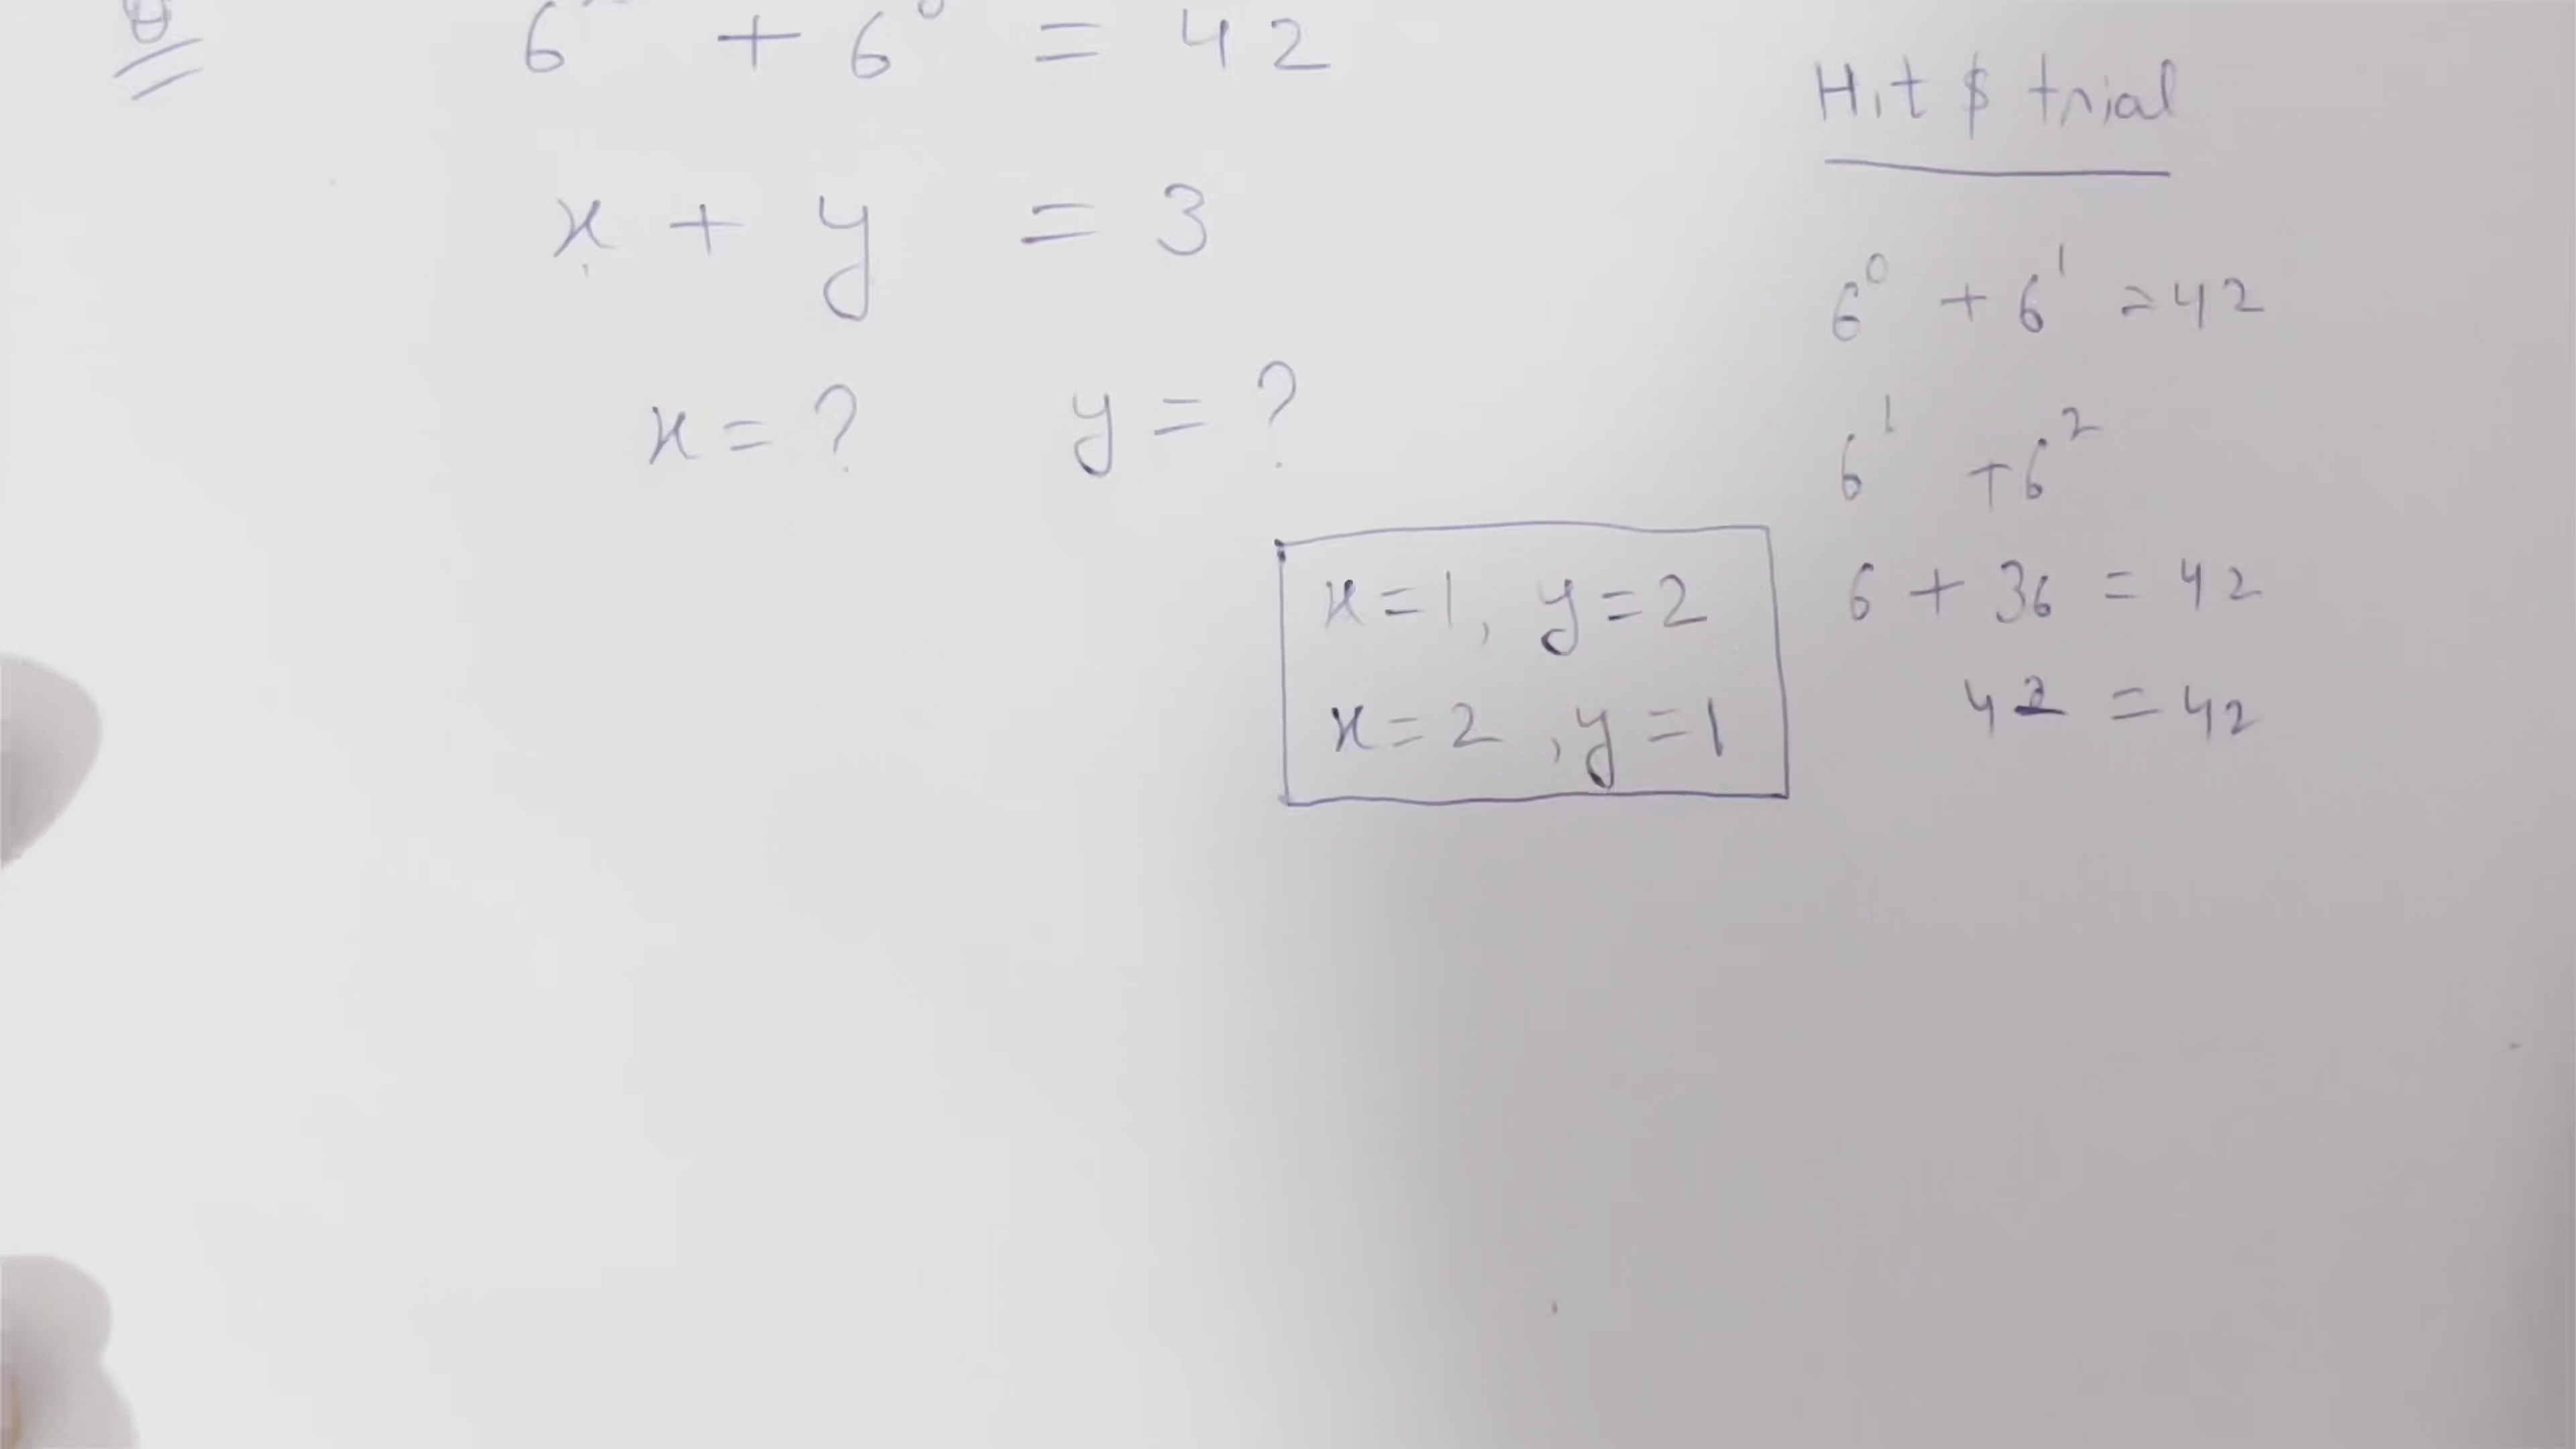 6 + 6 = 42
x + y = 3
x = ? y = ?
x = 1, y = 2
x = 2, y = 1
Hit $ trial
6⁰ + 6¹ = 42
6¹ + 6²
6 + 36 = 42
42 = 42